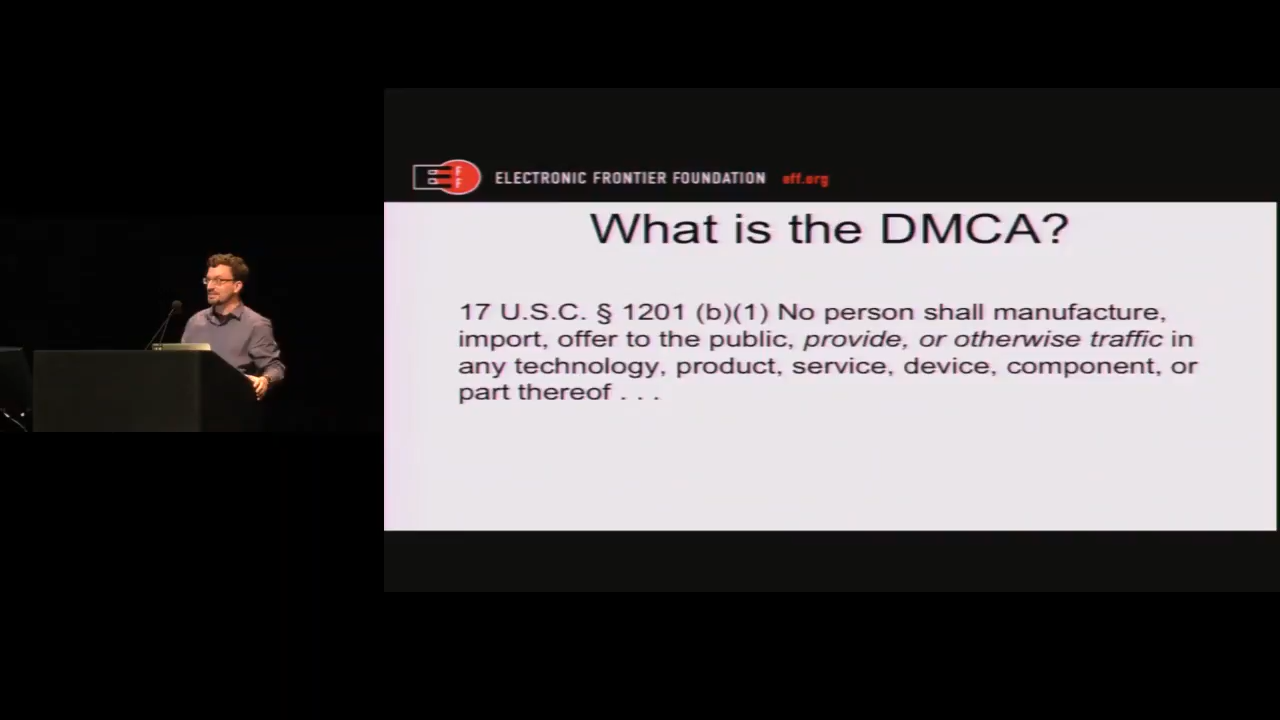 ELECTRONIC FRONTIER FOUNDATION eff.org
What is the DMCA?
17 U.S.C. § 1201 (b)(1) No person shall manufacture,
import, offer to the public, provide, or otherwise traffic in
any technology, product, service, device, component, or
part thereof . . .